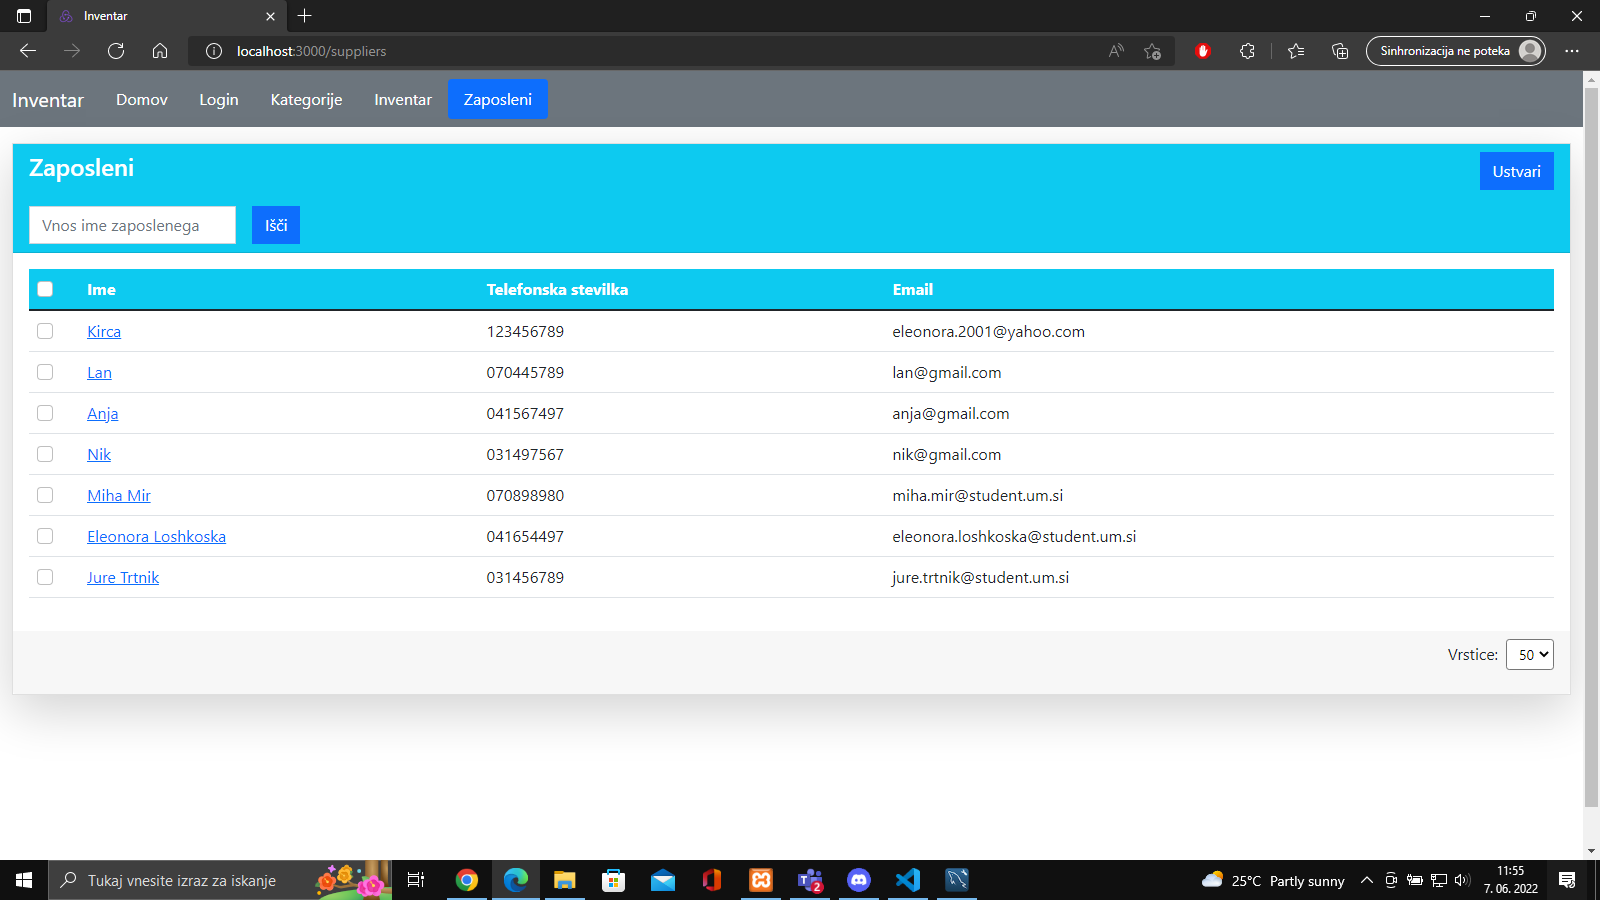 Inventar
localhost:3000/suppliers
Sinhronizacija ne poteka
Inventar Domov Login Kategorije Inventar Zaposleni
Zaposleni
Ustvari
Vnos ime zaposlenega Išči
Ime Telefonska stevilka Email
Kirca 123456789 eleonora.2001@yahoo.com
Lan 070445789 lan@gmail.com
Anja 041567497 anja@gmail.com
Nik 031497567 nik@gmail.com
Miha Mir 070898980 miha.mir@student.um.si
Eleonora Loshkoska 041654497 eleonora.loshkoska@student.um.si
Jure Trtnik 031456789 jure.trtnik@student.um.si
Vrstice: 50
Tukaj vnesite izraz za iskanje
2
25°C Partly sunny
11:55
7. 06. 2022